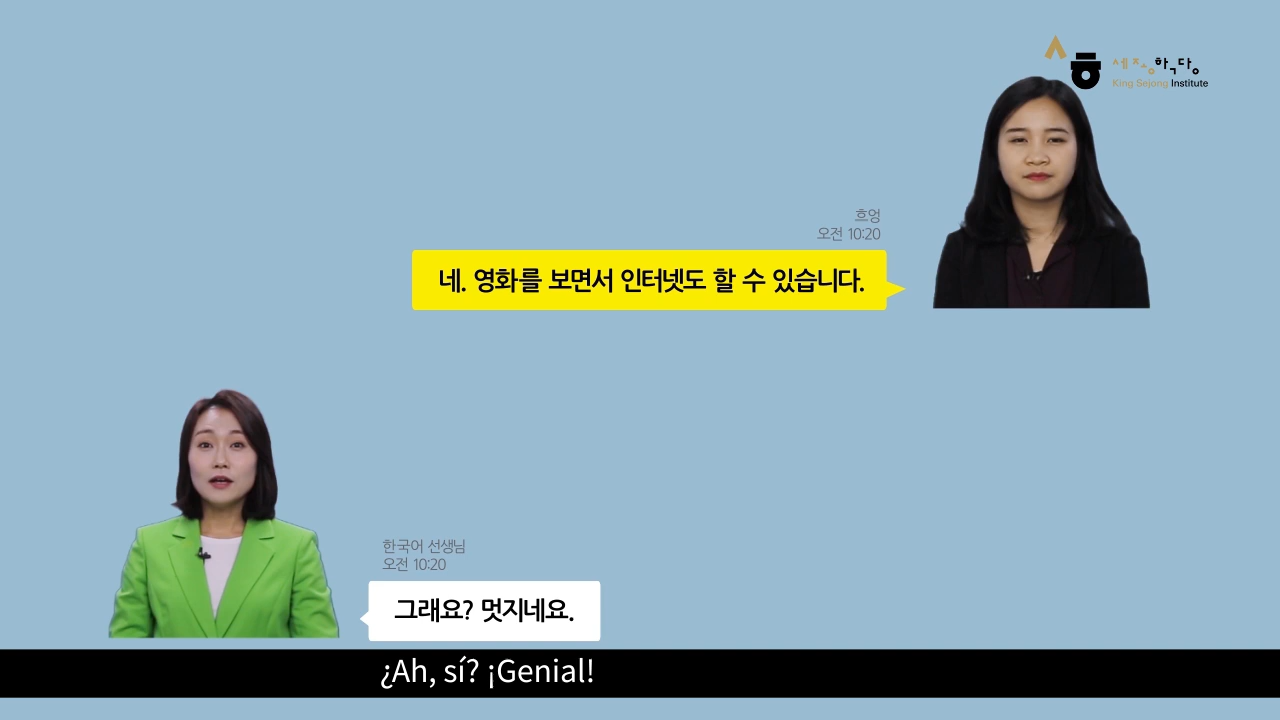 세종학당
King Sejong Institute
흐엉
오전 10:20
네. 영화를 보면서 인터넷도 할 수 있습니다.
한국어 선생님
오전 10:20
그래요? 멋지네요.
¿Ah, sí? ¡Genial!